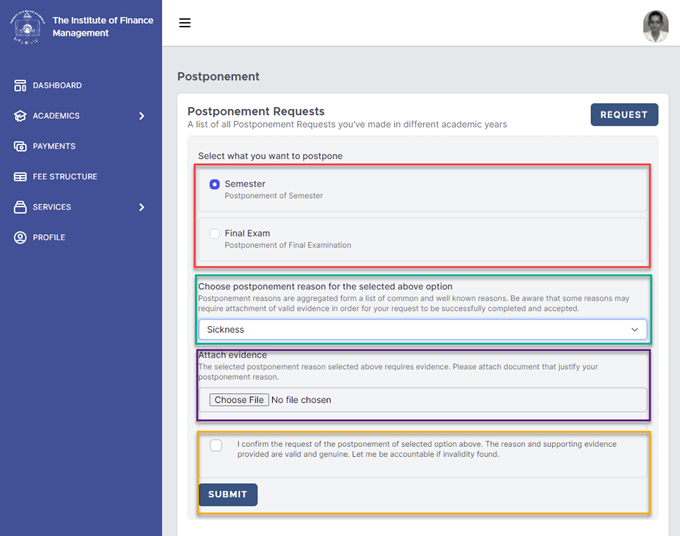 The Institute of Finance
Management
DASHBOARD
ACADEMICS
PAYMENTS
FEE STRUCTURE
SERVICES
PROFILE
Postponement
Postponement Requests
A list of all Postponement Requests you've made in different academic years
REQUEST
Select what you want to postpone
Semester
Postponement of Semester
Final Exam
Postponement of Final Examination
Choose postponement reason for the selected above option
Postponement reasons are aggregated form a list of common and well known reasons. Be aware that some reasons may
require attachment of valid evidence in order for your request to be successfully completed and accepted.
Sickness
Attach evidence
The selected postponement reason selected above requires evidence. Please attach document that justify your
postponement reason.
Choose File No file chosen
I confirm the request of the postponement of selected option above. The reason and supporting evidence
provided are valid and genuine. Let me be accountable if invalidity found.
SUBMIT